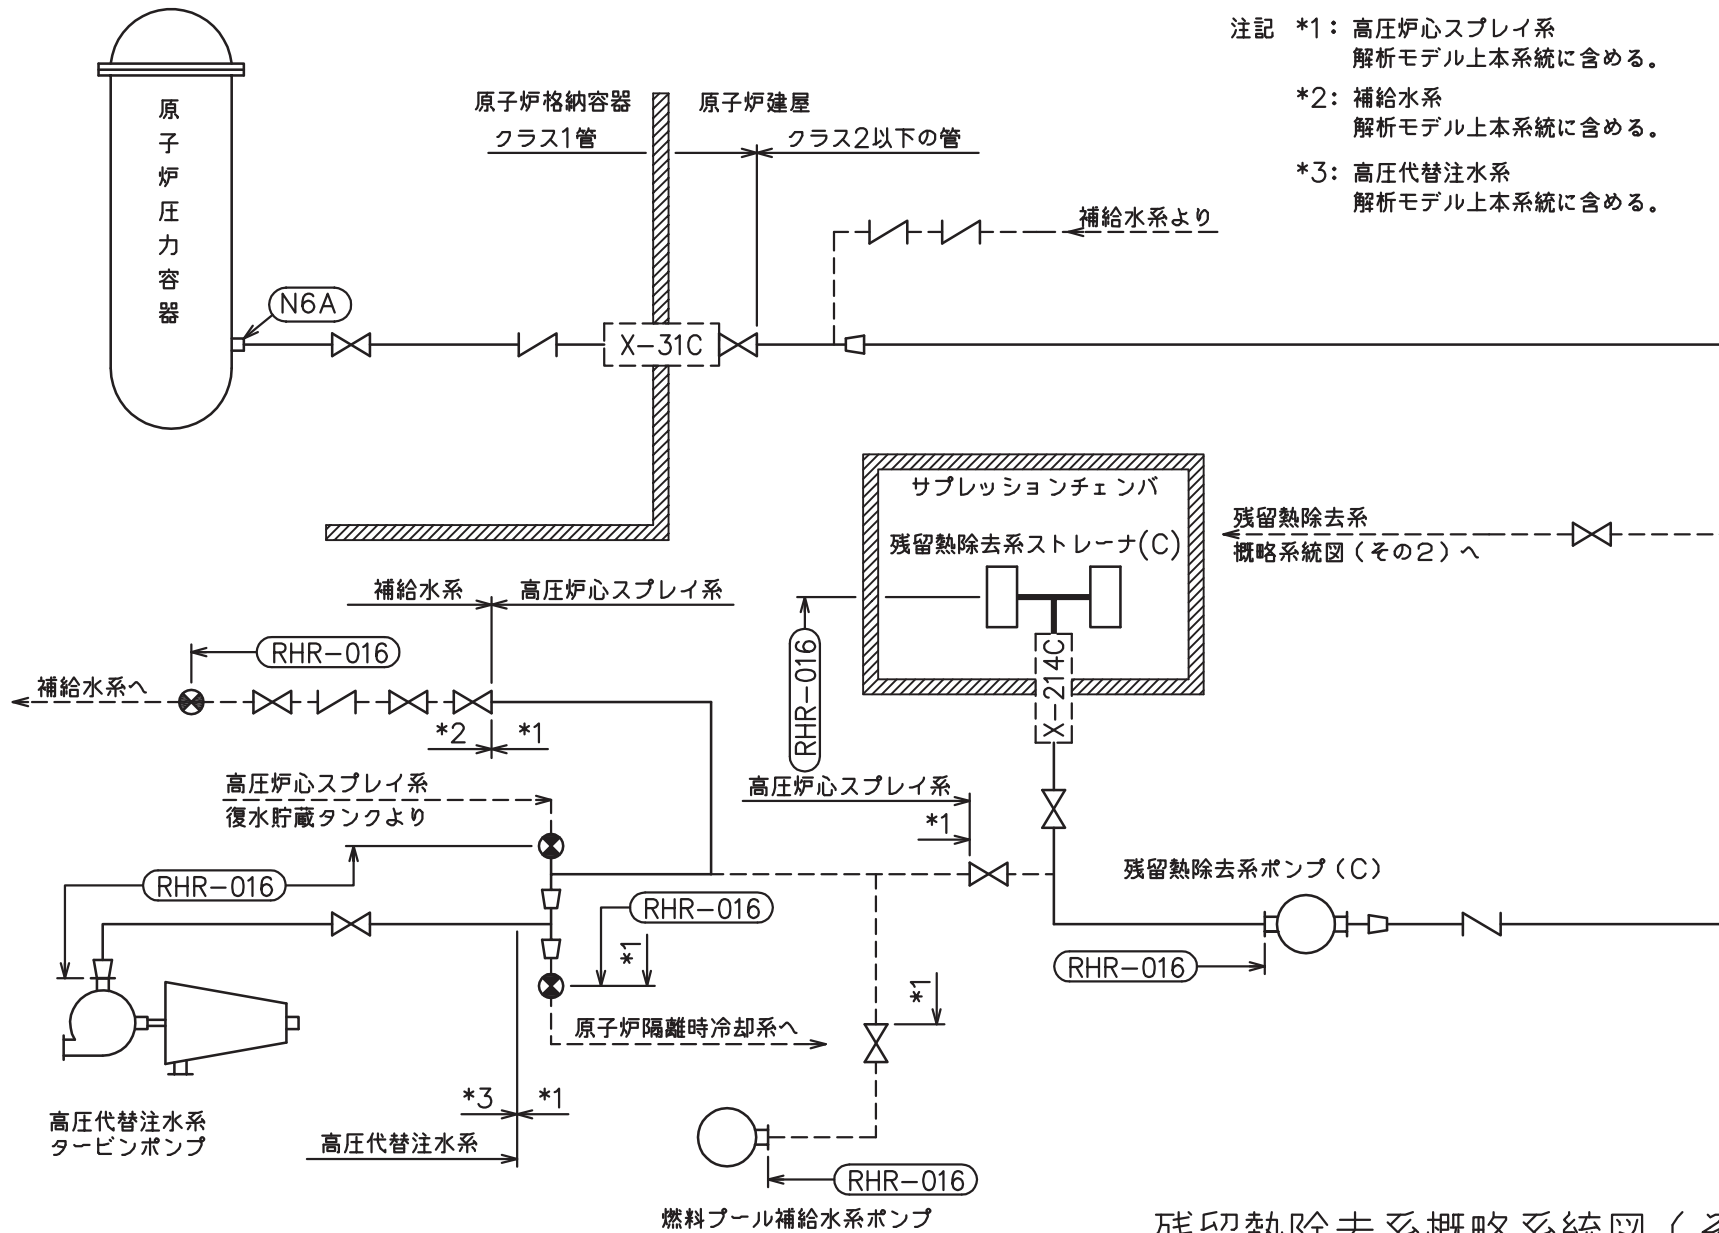 注記 *1: 高圧炉心スプレイ系
解析モデル上本系統に含める。
*2: 補給水系
解析モデル上本系統に含める。
*3: 高圧代替注水系
解析モデル上本系統に含める。
原子炉圧力容器
原子炉格納容器
原子炉建屋
クラス1管
クラス2以下の管
補給水系より
N6A
X-31C
サプレッションチェンバ
残留熱除去系ストレーナ(C)
残留熱除去系
概略系統図(その2)へ
補給水系
高圧炉心スプレイ系
RHR-016
RHR-016
X-214C
補給水系へ
*2
*1
高圧炉心スプレイ系
復水貯蔵タンクより
高圧炉心スプレイ系
*1
RHR-016
RHR-016
*1
残留熱除去系ポンプ(C)
RHR-016
*1
原子炉隔離時冷却系へ
*3
*1
高圧代替注水系
タービンポンプ
高圧代替注水系
RHR-016
燃料プール補給水系ポンプ
残留熱除去系概略系統図(